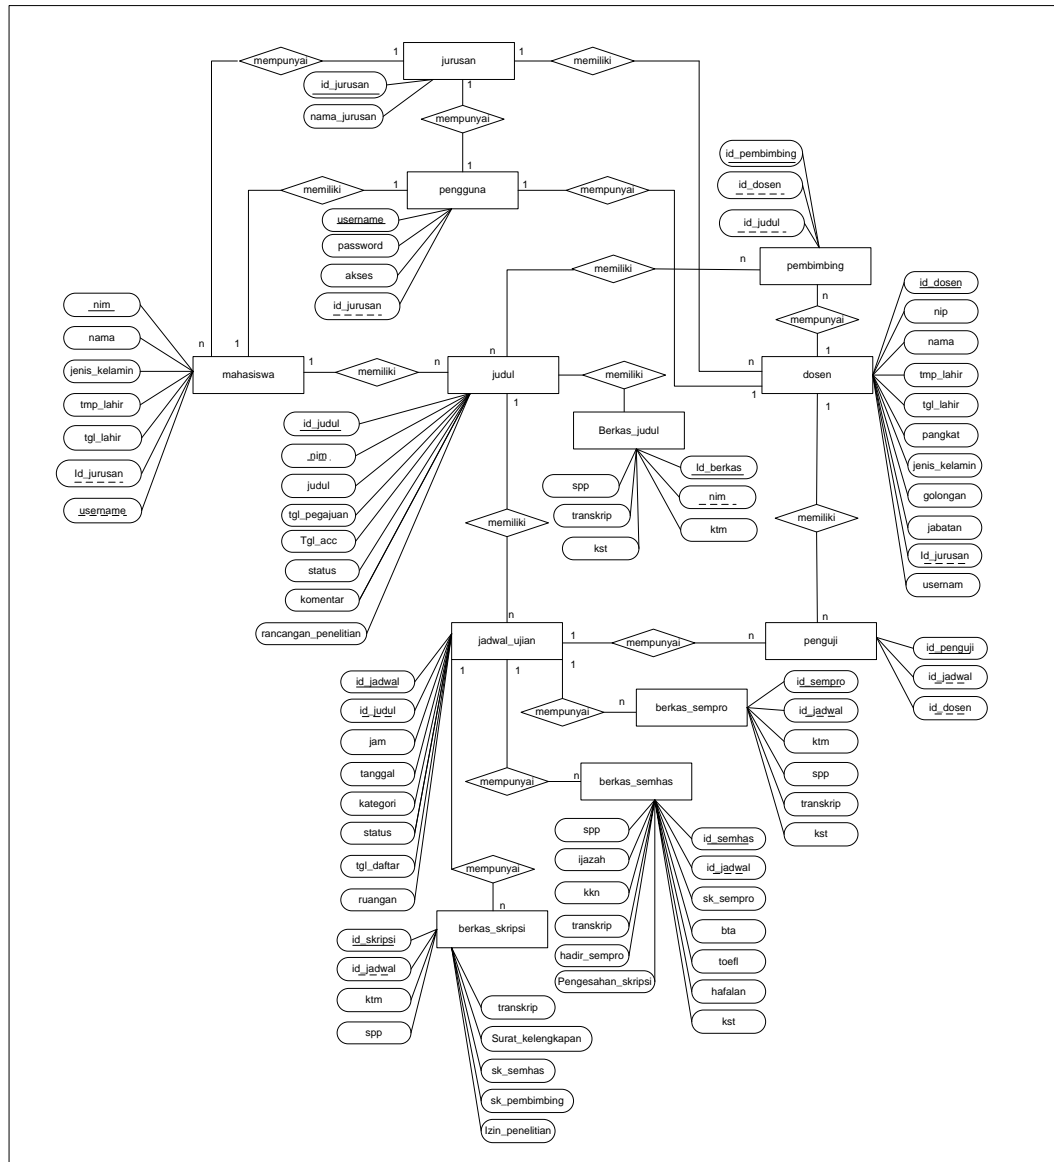 1
1
1
mempunyai
jurusan
memiliki
id_jurusan
nama_jurusan
1
mempunyai
1
id_pembimbing
id_dosen
id_judul
memiliki
1
pengguna
1
mempunyai
username
password
akses
id_jurusan
memiliki
n
pembimbing
n
mempunyai
1
id_dosen
nip
nama
tmp_lahir
tgl_lahir
pangkat
jenis_kelamin
golongan
jabatan
Id_jurusan
usernam
nim
nama
jenis_kelamin
tmp_lahir
tgl_lahir
Id_jurusan
username
n
1
mahasiswa
1
memiliki
n
n
judul
1
memiliki
n
dosen
1
1
Berkas_judul
id_judul
nim
judul
tgl_pegajuan
Tgl_acc
status
komentar
rancangan_penelitian
spp
transkrip
kst
Id_berkas
nim
ktm
memiliki
n
memiliki
n
jadwal_ujian
1
mempunyai
n
penguji
id_penguji
id_jadwal
id_dosen
1
1
1
mempunyai
n
berkas_sempro
id_sempro
id_jadwal
ktm
spp
transkrip
kst
id_jadwal
id_judul
jam
tanggal
kategori
status
tgl_daftar
ruangan
mempunyai
n
berkas_semhas
spp
ijazah
kkn
transkrip
hadir_sempro
Pengesahan_skripsi
id_semhas
id_jadwal
sk_sempro
bta
toefl
hafalan
kst
mempunyai
n
berkas_skripsi
id_skripsi
id_jadwal
ktm
spp
transkrip
Surat_kelengkapan
sk_semhas
sk_pembimbing
Izin_penelitian